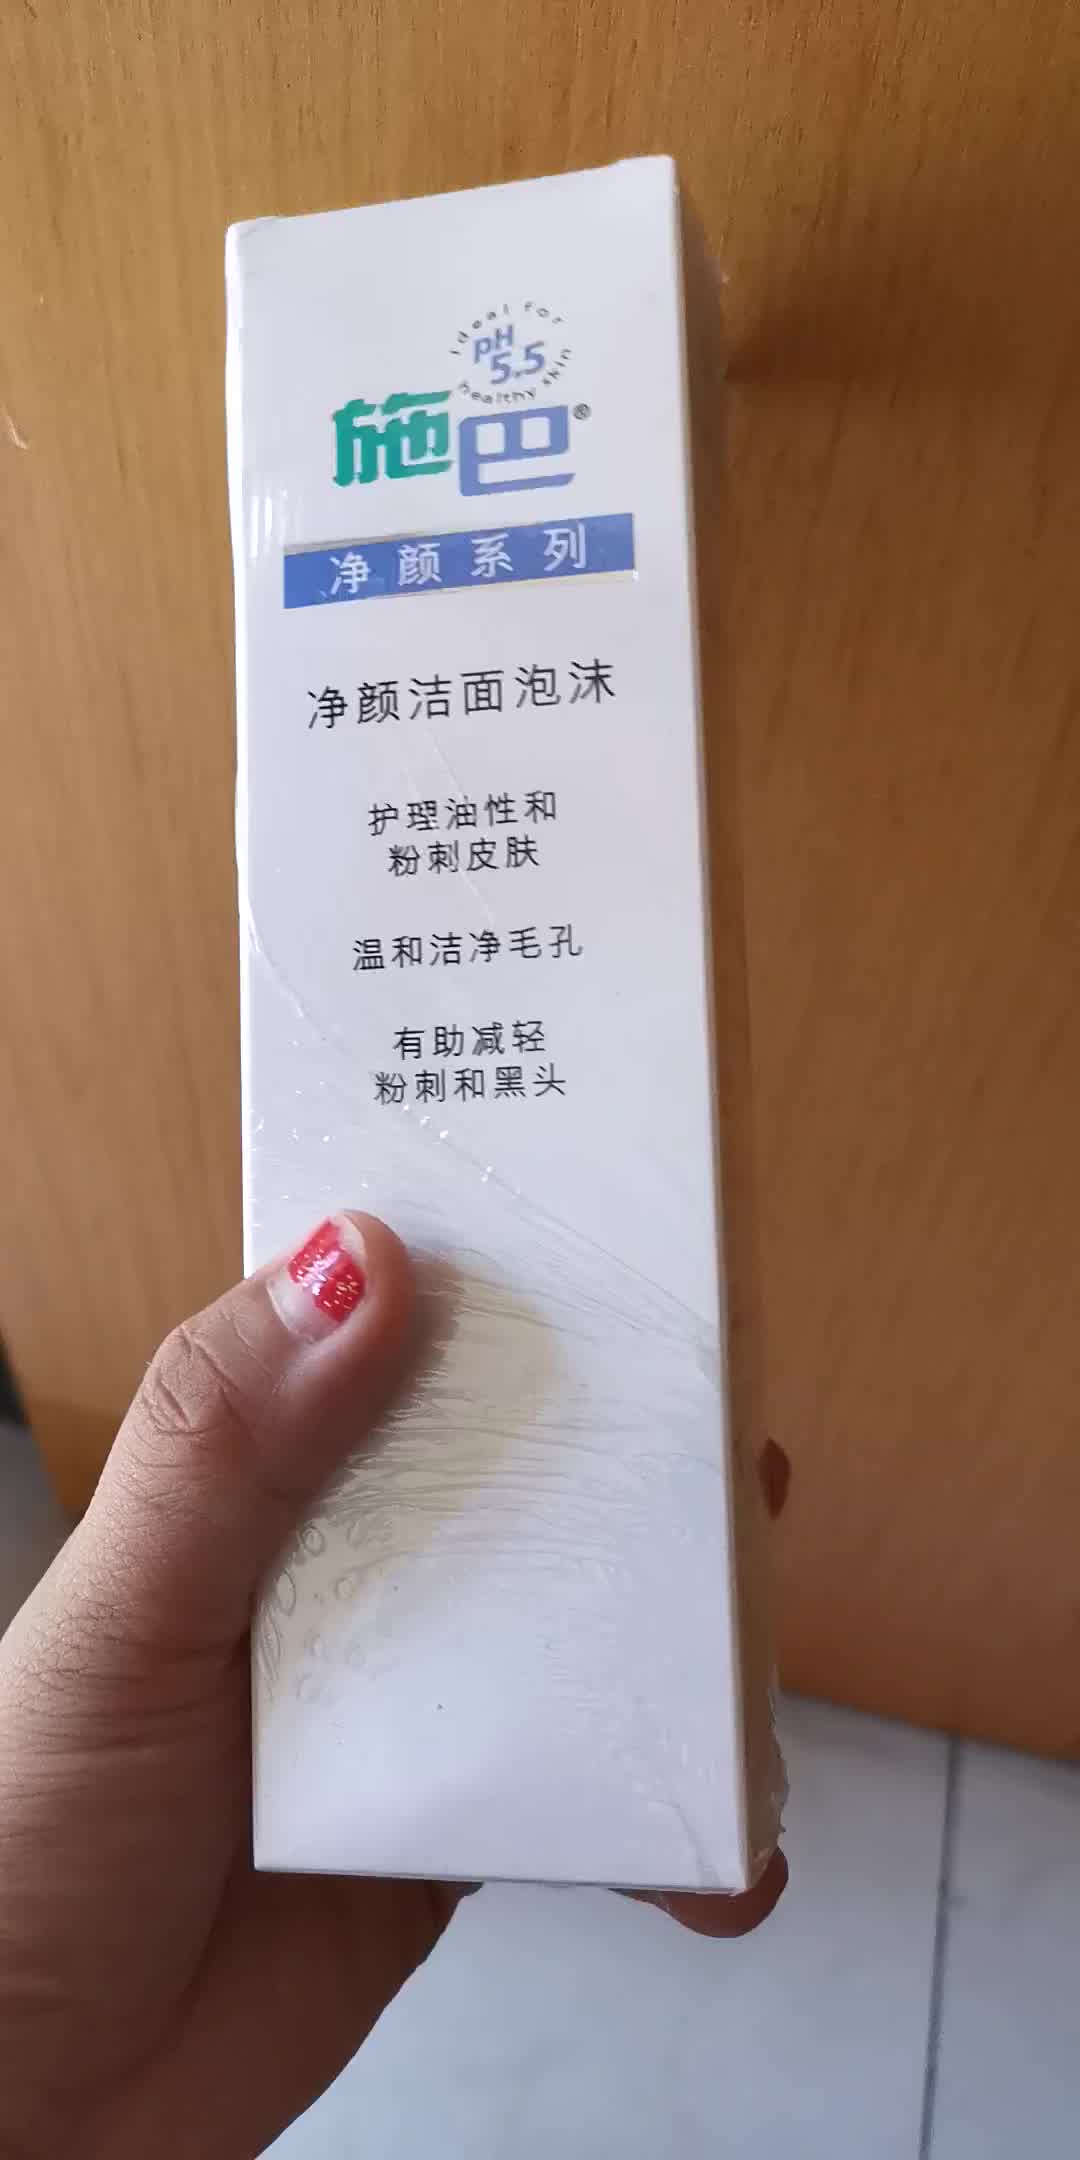 Ideal for
pH
5.5
healthy skin
施巴®
净颜系列
净颜洁面泡沫
护理油性和
粉刺皮肤
温和洁净毛孔
有助减轻
粉刺和黑头